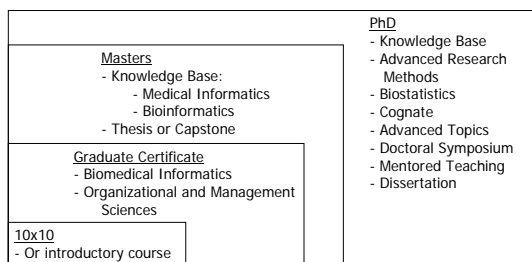 PhD
- Knowledge Base
- Advanced Research
Methods
- Biostatistics
- Cognate
- Advanced Topics
- Doctoral Symposium
- Mentored Teaching
- Dissertation
Masters
- Knowledge Base:
- Medical Informatics
- Bioinformatics
- Thesis or Capstone
Graduate Certificate
- Biomedical Informatics
- Organizational and Management
Sciences
10x10
- Or introductory course